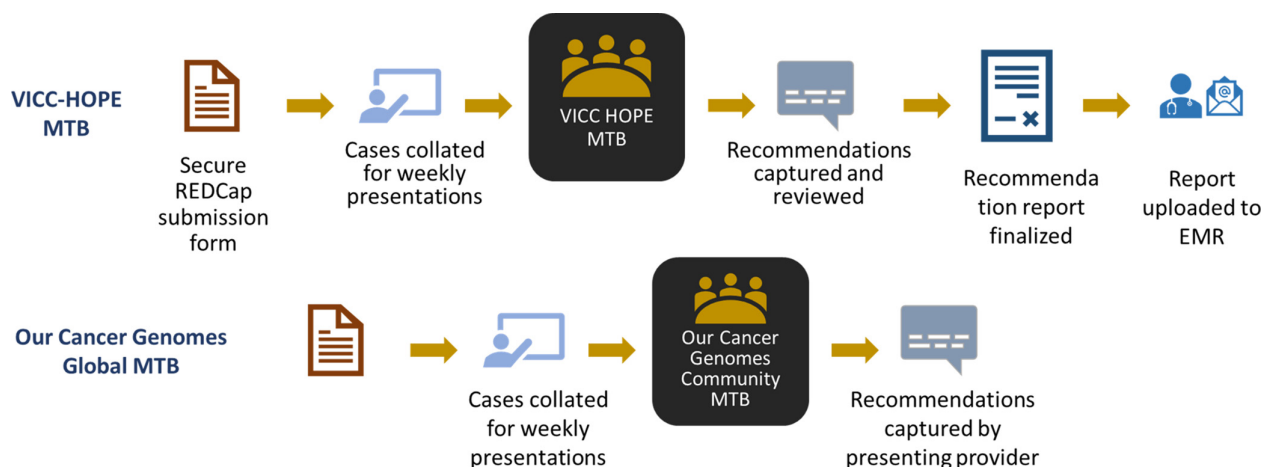 VICC-HOPE
MTB
Secure
REDCap
submission
form
Cases collated
for weekly
presentations
VICC HOPE
MTB
Recommendations
captured and
reviewed
Recommenda
tion report
finalized
@
Report
uploaded to
EMR
Our Cancer Genomes
Global MTB
Cases collated
for weekly
presentations
Our Cancer
Genomes
Community
MTB
Recommendations
captured by
presenting provider